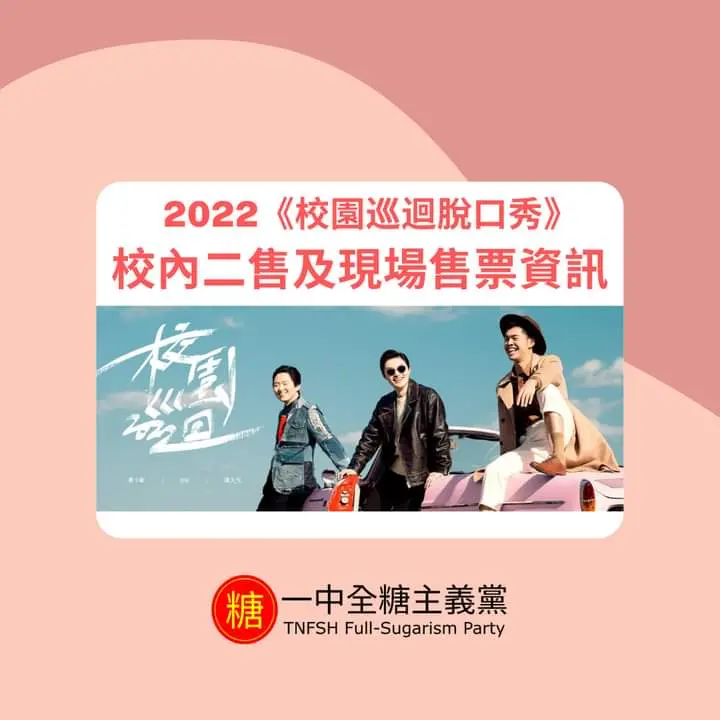 2022《校園巡迴脫口秀》
校內二售及現場售票資訊
校園
巡迴
2022
糖
一中全糖主義黨
TNFSH Full-Sugarism Party